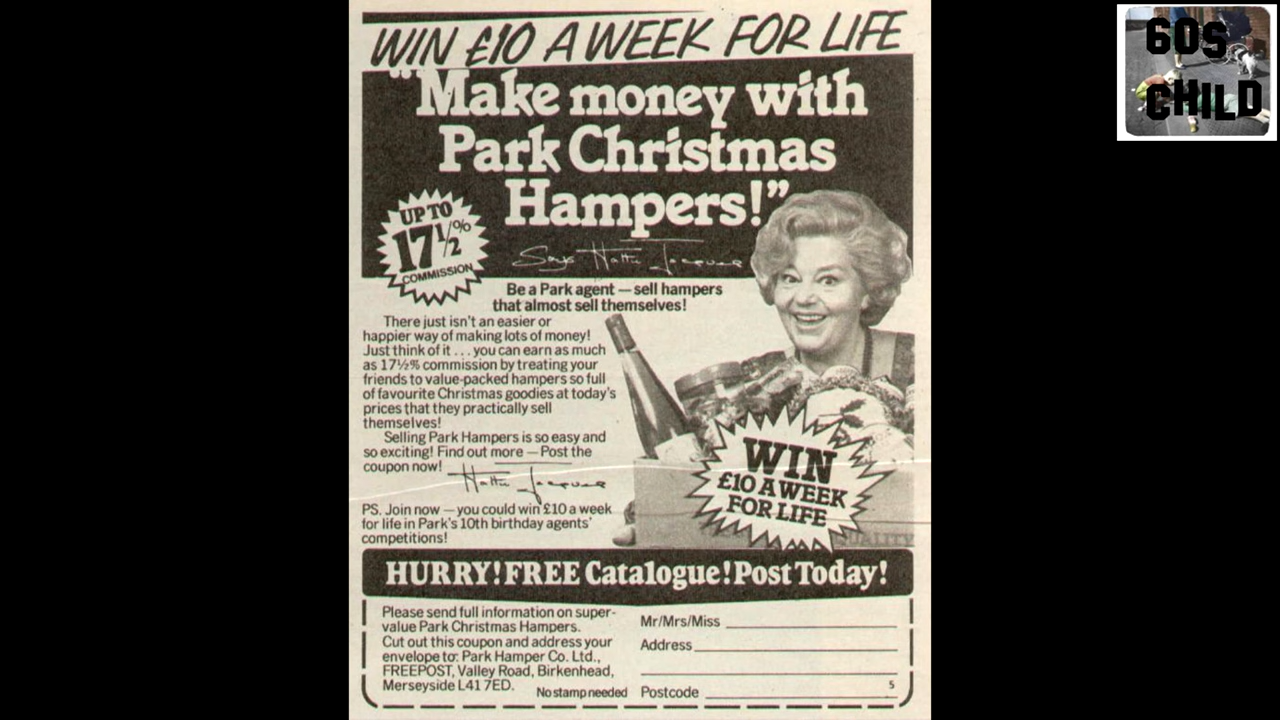 WIN £10 A WEEK FOR LIFE
"Make money with
Park Christmas
Hampers!"
Says Hattie Jacques
UP TO
17½%
COMMISSION
Be a Park agent — sell hampers
that almost sell themselves!
There just isn't an easier or
happier way of making lots of money!
Just think of it . . . you can earn as much
as 17½% commission by treating your
friends to value-packed hampers so full
of favourite Christmas goodies at today's
prices that they practically sell
themselves!
Selling Park Hampers is so easy and
so exciting! Find out more — Post the
coupon now!
Hattie Jacques
PS. Join now — you could win £10 a week
for life in Park's 10th birthday agents'
competitions!
WIN
£10 A WEEK
FOR LIFE
QUALITY
HURRY! FREE Catalogue! Post Today!
Please send full information on super-
value Park Christmas Hampers.
Cut out this coupon and address your
envelope to: Park Hamper Co. Ltd.,
FREEPOST, Valley Road, Birkenhead,
Merseyside L41 7ED.
No stamp needed
Mr/Mrs/Miss
Address
5
Postcode
60s
CHILD